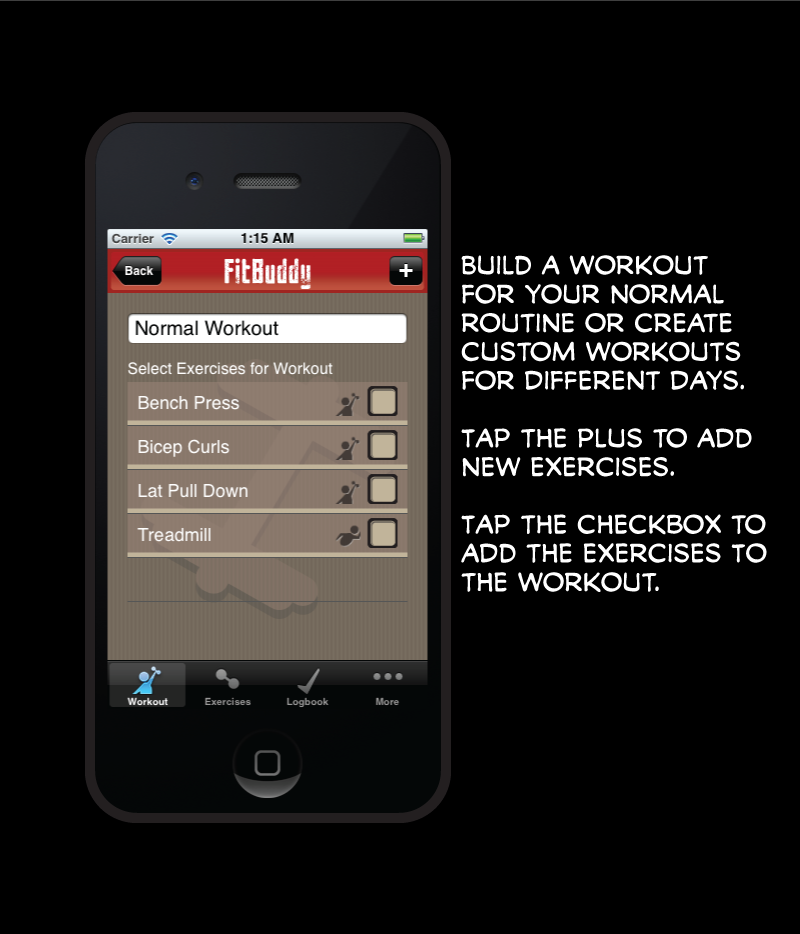 Carrier 1:15 AM
Back FitBuddy +
Normal Workout
Select Exercises for Workout
Bench Press
Bicep Curls
Lat Pull Down
Treadmill
Workout Exercises Logbook More
BUILD A WORKOUT
FOR YOUR NORMAL
ROUTINE OR CREATE
CUSTOM WORKOUTS
FOR DIFFERENT DAYS.
TAP THE PLUS TO ADD
NEW EXERCISES.
TAP THE CHECKBOX TO
ADD THE EXERCISES TO
THE WORKOUT.